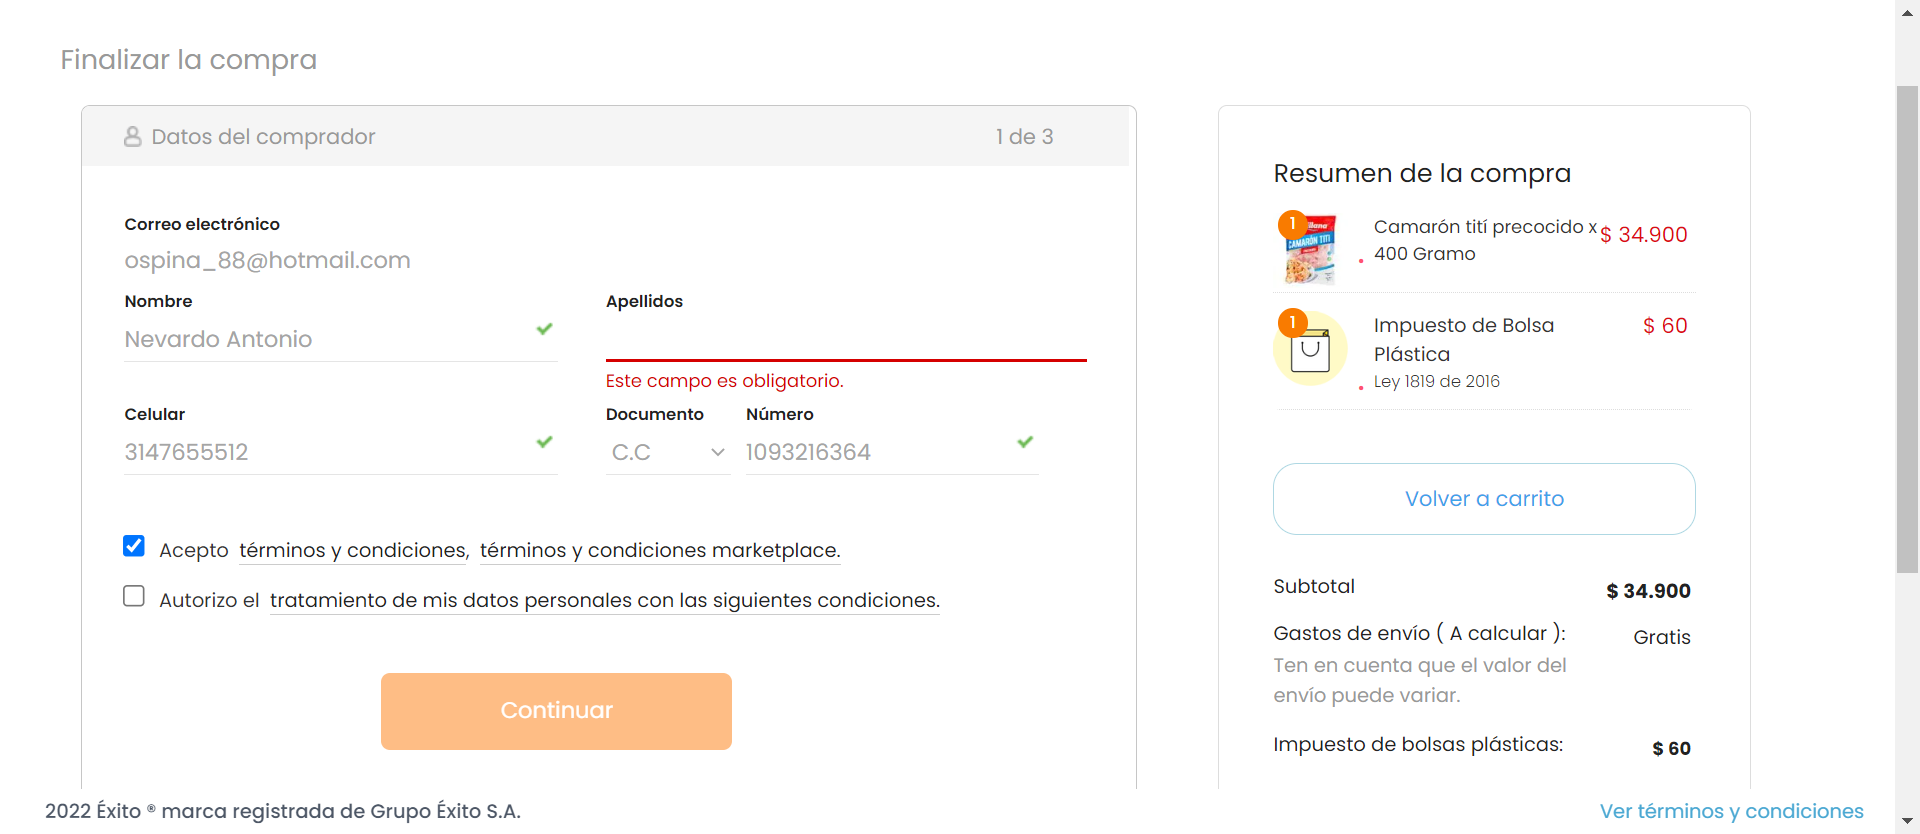 Finalizar la compra
Datos del comprador
1 de 3
Correo electrónico
ospina_88@hotmail.com
Nombre
Apellidos
Nevardo Antonio
Este campo es obligatorio.
Celular
Documento
Número
3147655512
C.C
1093216364
Acepto términos y condiciones, términos y condiciones marketplace.
Autorizo el tratamiento de mis datos personales con las siguientes condiciones.
Continuar
Resumen de la compra
1
CAMARÓN TITÍ
Camarón tití precocido x
400 Gramo
$ 34.900
1
Impuesto de Bolsa
Plástica
Ley 1819 de 2016
$ 60
Volver a carrito
Subtotal
$ 34.900
Gastos de envío ( A calcular ):
Gratis
Ten en cuenta que el valor del
envío puede variar.
Impuesto de bolsas plásticas:
$ 60
2022 Éxito ® marca registrada de Grupo Éxito S.A.
Ver términos y condiciones